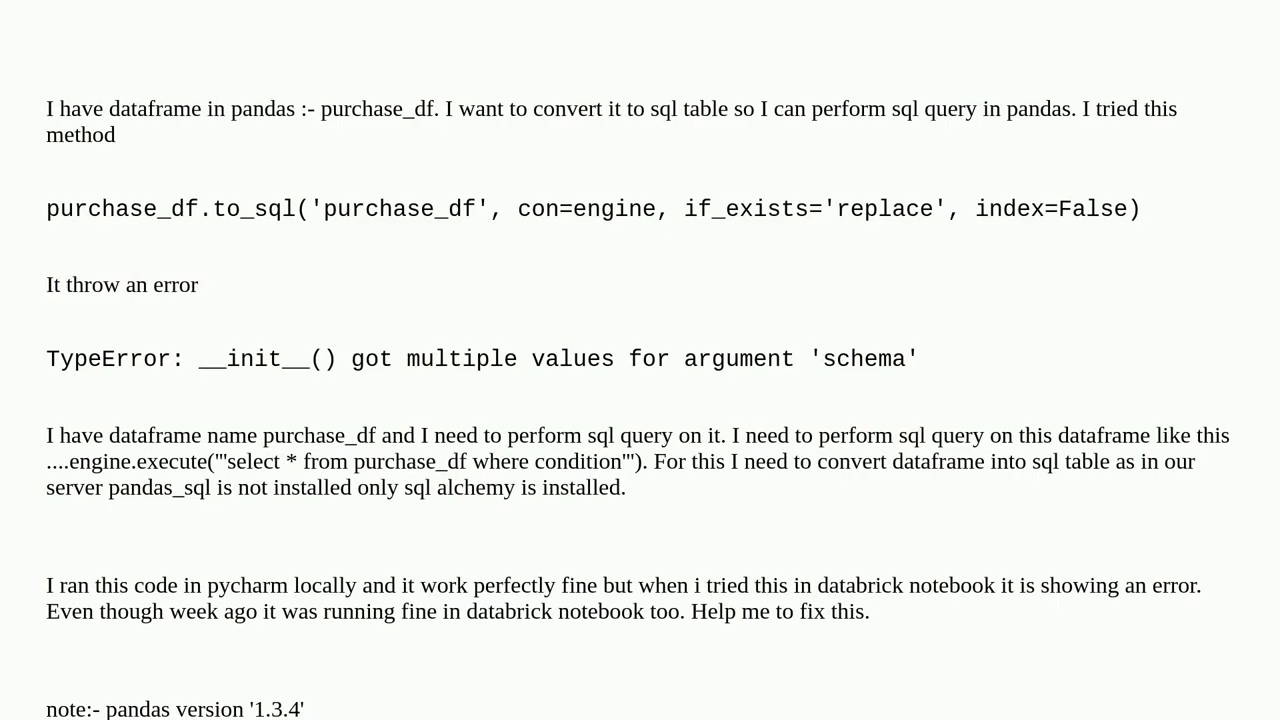 I have dataframe in pandas :- purchase_df. I want to convert it to sql table so I can perform sql query in pandas. I tried this
method
purchase_df.to_sql('purchase_df', con=engine, if_exists='replace', index=False)
It throw an error
TypeError: __init__() got multiple values for argument 'schema'
I have dataframe name purchase_df and I need to perform sql query on it. I need to perform sql query on this dataframe like this
....engine.execute('''select * from purchase_df where condition'''). For this I need to convert dataframe into sql table as in our
server pandas_sql is not installed only sql alchemy is installed.
I ran this code in pycharm locally and it work perfectly fine but when i tried this in databrick notebook it is showing an error.
Even though week ago it was running fine in databrick notebook too. Help me to fix this.
note:- pandas version '1.3.4'